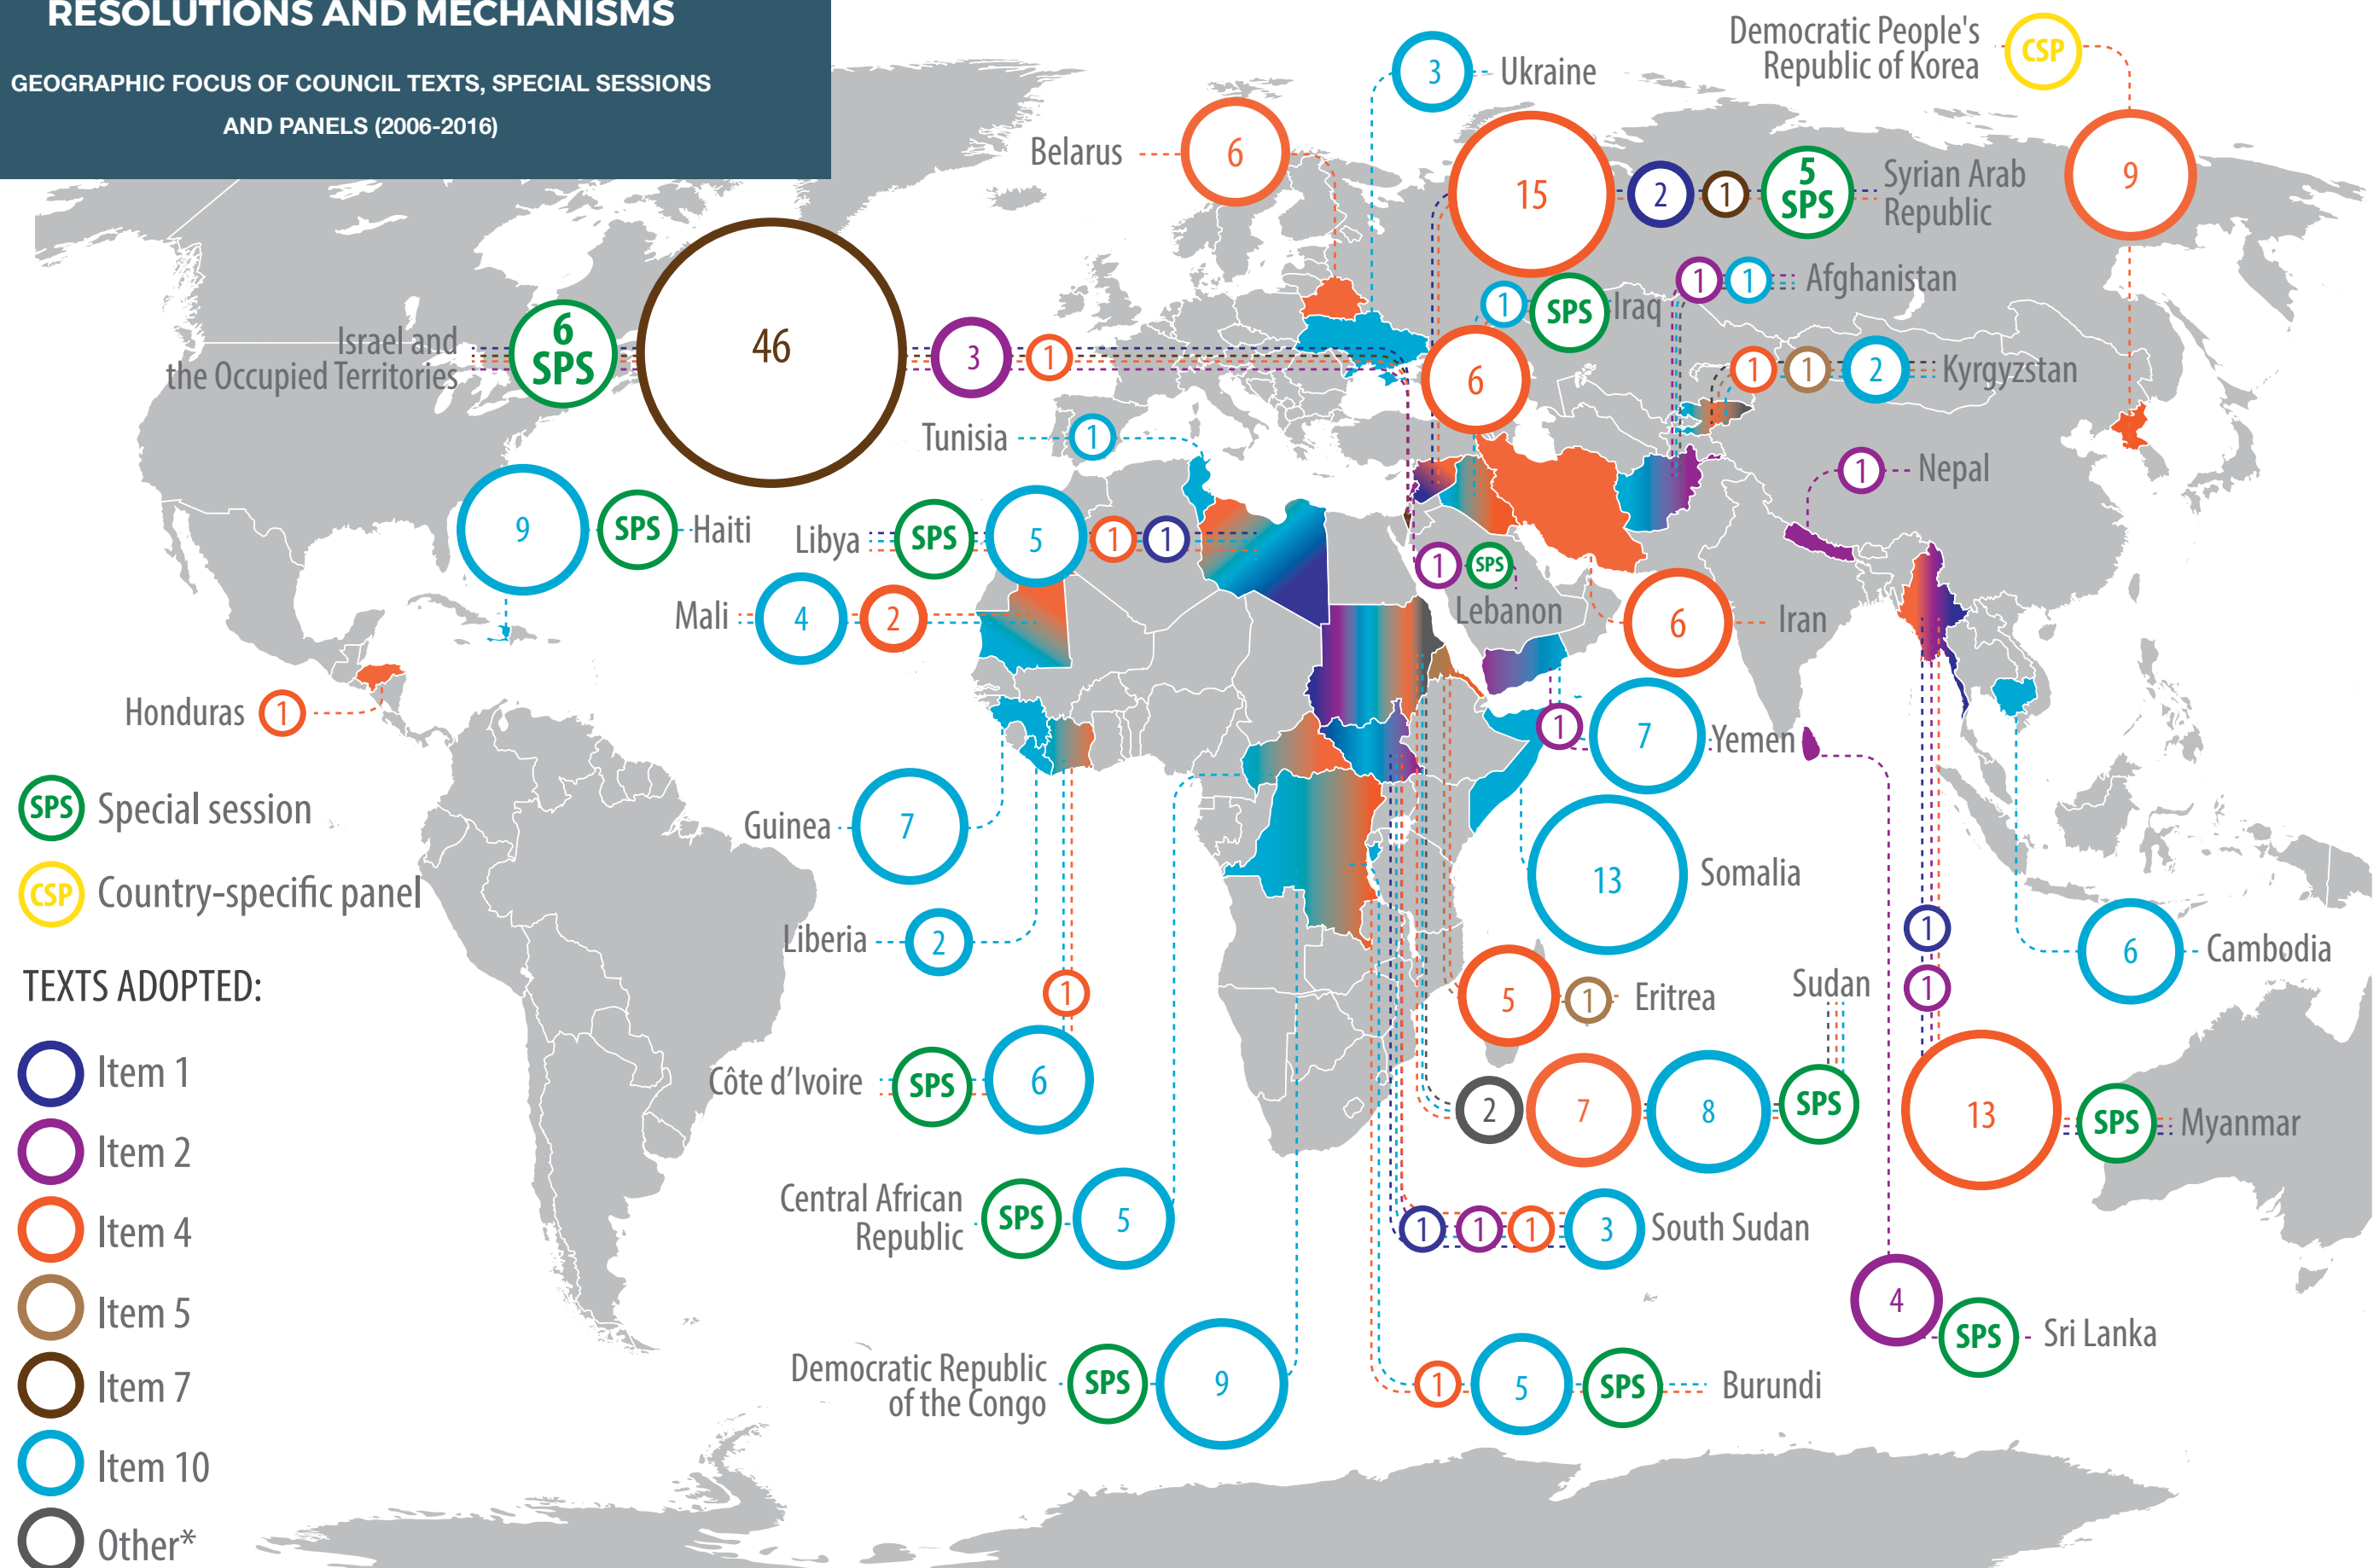 RESOLUTIONS AND MECHANISMS
GEOGRAPHIC FOCUS OF COUNCIL TEXTS, SPECIAL SESSIONS
AND PANELS (2006-2016)
Democratic People's
Republic of Korea
CSP
9
3
Ukraine
Belarus
6
15
2
1
5
SPS
Syrian Arab
Republic
1
1
Afghanistan
1
SPS
Iraq
6
Israel and
the Occupied Territories
6
SPS
46
3
1
1
1
2
Kyrgyzstan
Tunisia
1
1
Nepal
9
SPS
Haiti
Libya
SPS
5
1
1
1
SPS
Lebanon
Mali
4
2
6
Iran
Honduras
1
1
7
Yemen
SPS
Special session
CSP
Country-specific panel
Guinea
7
13
Somalia
Liberia
2
6
Cambodia
1
1
13
SPS
Myanmar
1
Côte d'Ivoire
SPS
6
5
1
Eritrea
Sudan
2
7
8
SPS
TEXTS ADOPTED:
Item 1
Item 2
Item 4
Item 5
Item 7
Item 10
Other*
Central African
Republic
SPS
5
1
1
1
3
South Sudan
4
SPS
Sri Lanka
Democratic Republic
of the Congo
SPS
9
1
5
SPS
Burundi